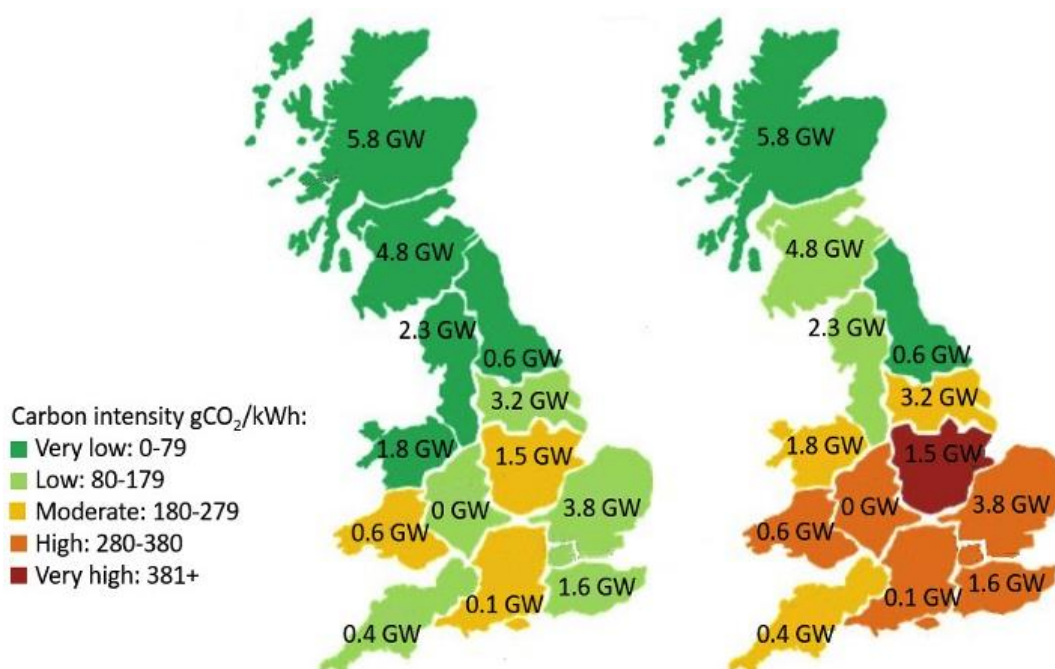 5.8 GW
4.8 GW
2.3 GW
0.6 GW
3.2 GW
1.8 GW
1.5 GW
0 GW
3.8 GW
0.6 GW
0.1 GW
1.6 GW
0.4 GW
5.8 GW
4.8 GW
2.3 GW
0.6 GW
3.2 GW
1.8 GW
1.5 GW
0 GW
3.8 GW
0.6 GW
0.1 GW
1.6 GW
0.4 GW
Carbon intensity gCO₂/kWh:
Very low: 0-79
Low: 80-179
Moderate: 180-279
High: 280-380
Very high: 381+